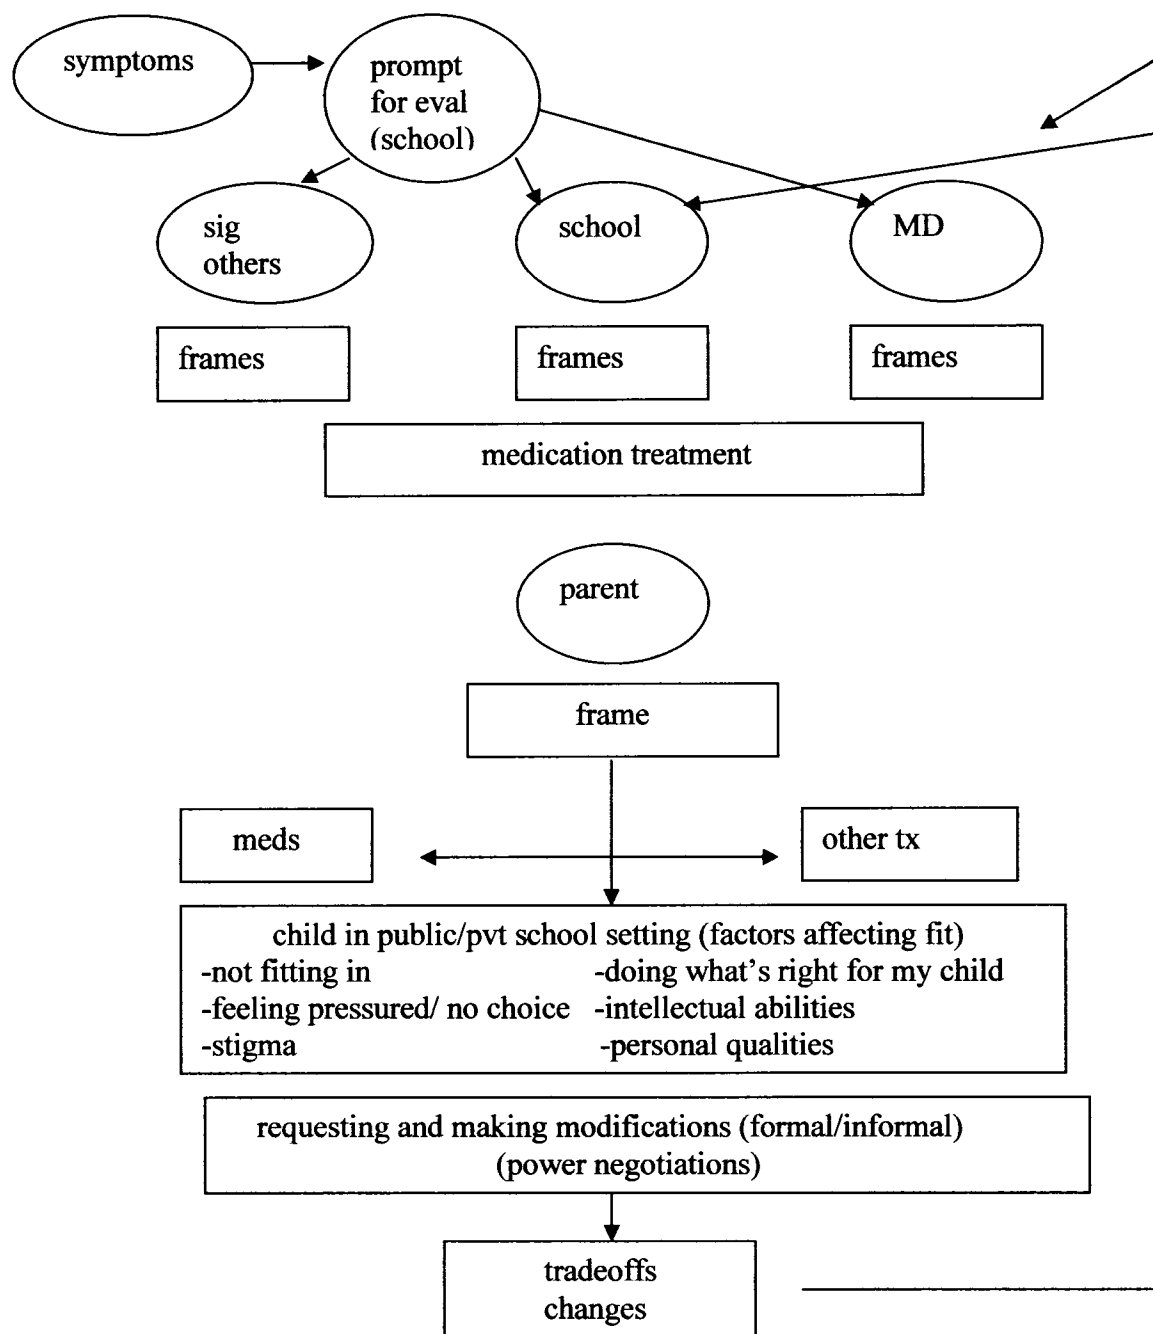 symptoms
prompt
for eval
(school)
sig
others
school
MD
frames
frames
frames
medication treatment
parent
frame
meds
other tx
child in public/pvt school setting (factors affecting fit)
-not fitting in -doing what's right for my child
-feeling pressured/ no choice -intellectual abilities
-stigma -personal qualities
requesting and making modifications (formal/informal)
(power negotiations)
tradeoffs
changes